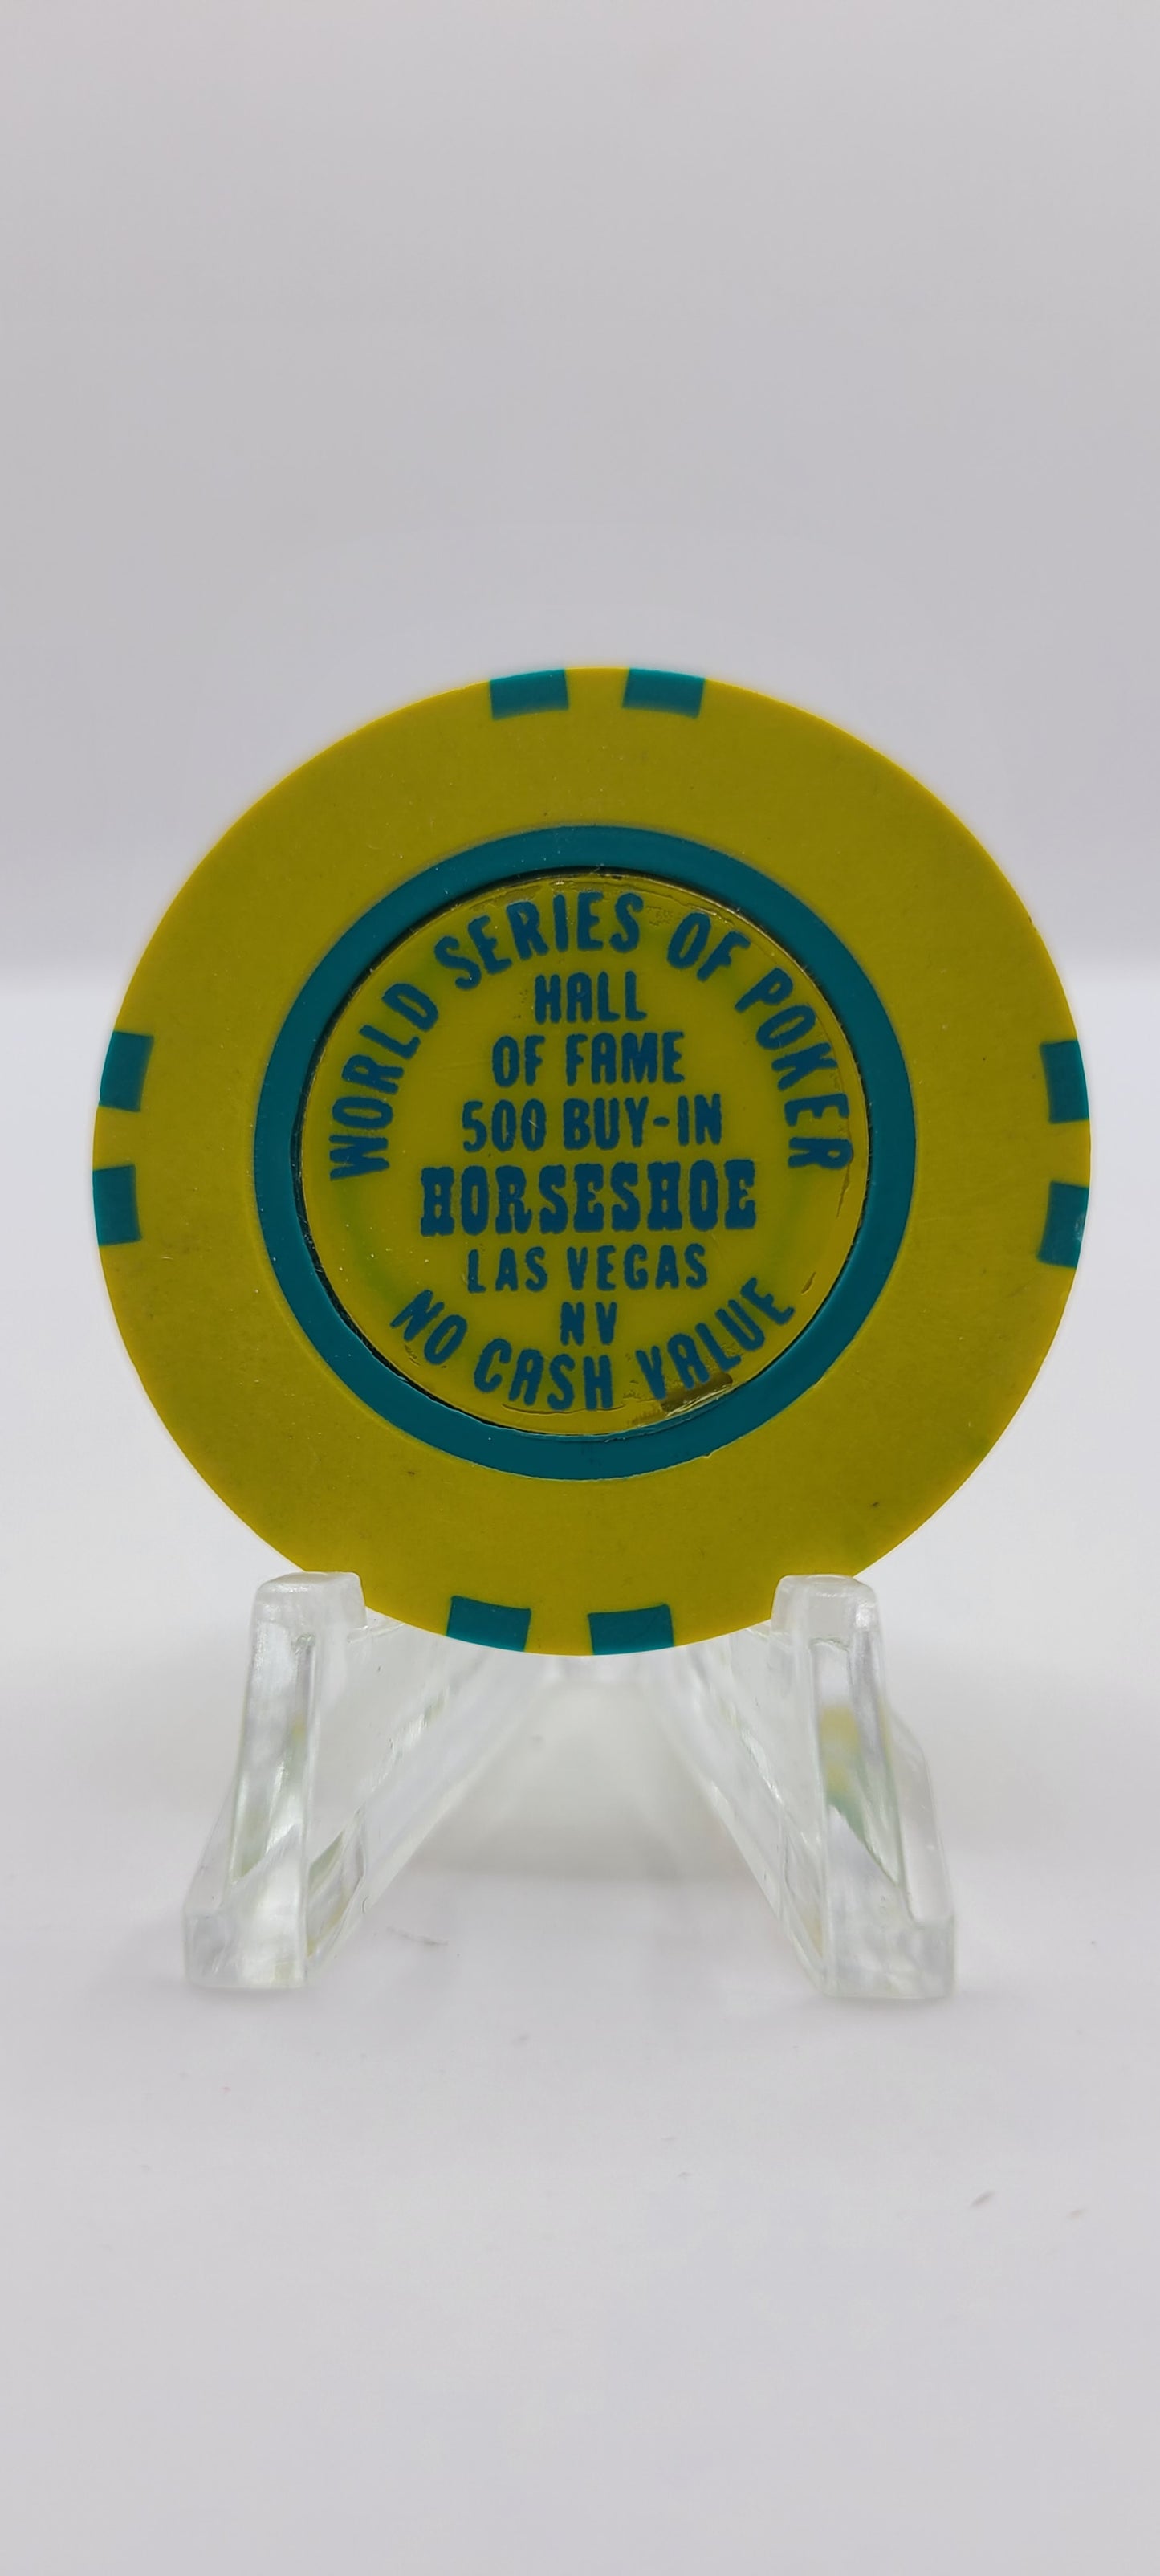 WORLD SERIES OF POKER
HALL
OF FAME
500 BUY-IN
HORSESHOE
LAS VEGAS
NV
NO CASH VALUE